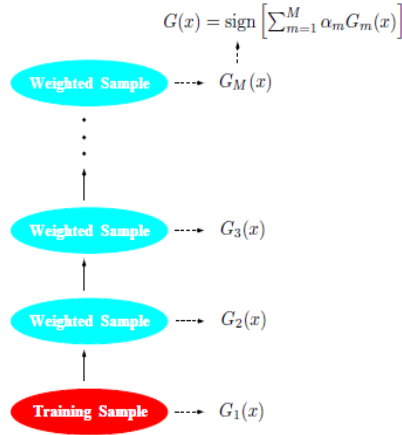 G(x) = sign [∑_{m=1}^{M} α_m G_m(x)]
Weighted Sample G_M(x)
Weighted Sample G_3(x)
Weighted Sample G_2(x)
Training Sample G_1(x)